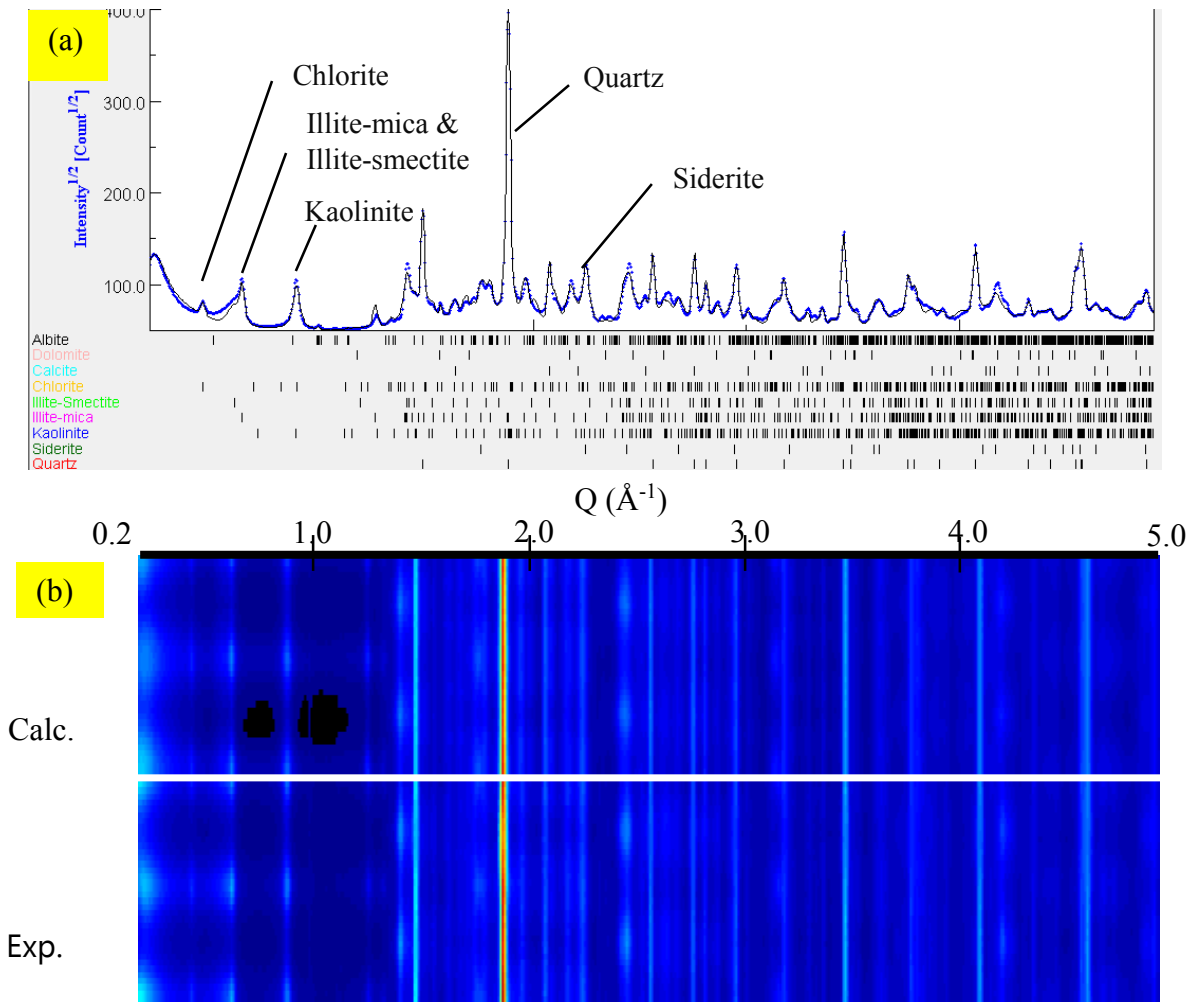 (a)
400.0
300.0
200.0
100.0
Intensity1/2 [Count1/2]
Chlorite
Illite-mica &
Illite-smectite
Kaolinite
Quartz
Siderite
Albite
Dolomite
Calcite
Chlorite
Illite-Smectite
Illite-mica
Kaolinite
Siderite
Quartz
Q (Å-1)
0.2 1.0 2.0 3.0 4.0 5.0
(b)
Calc.
Exp.